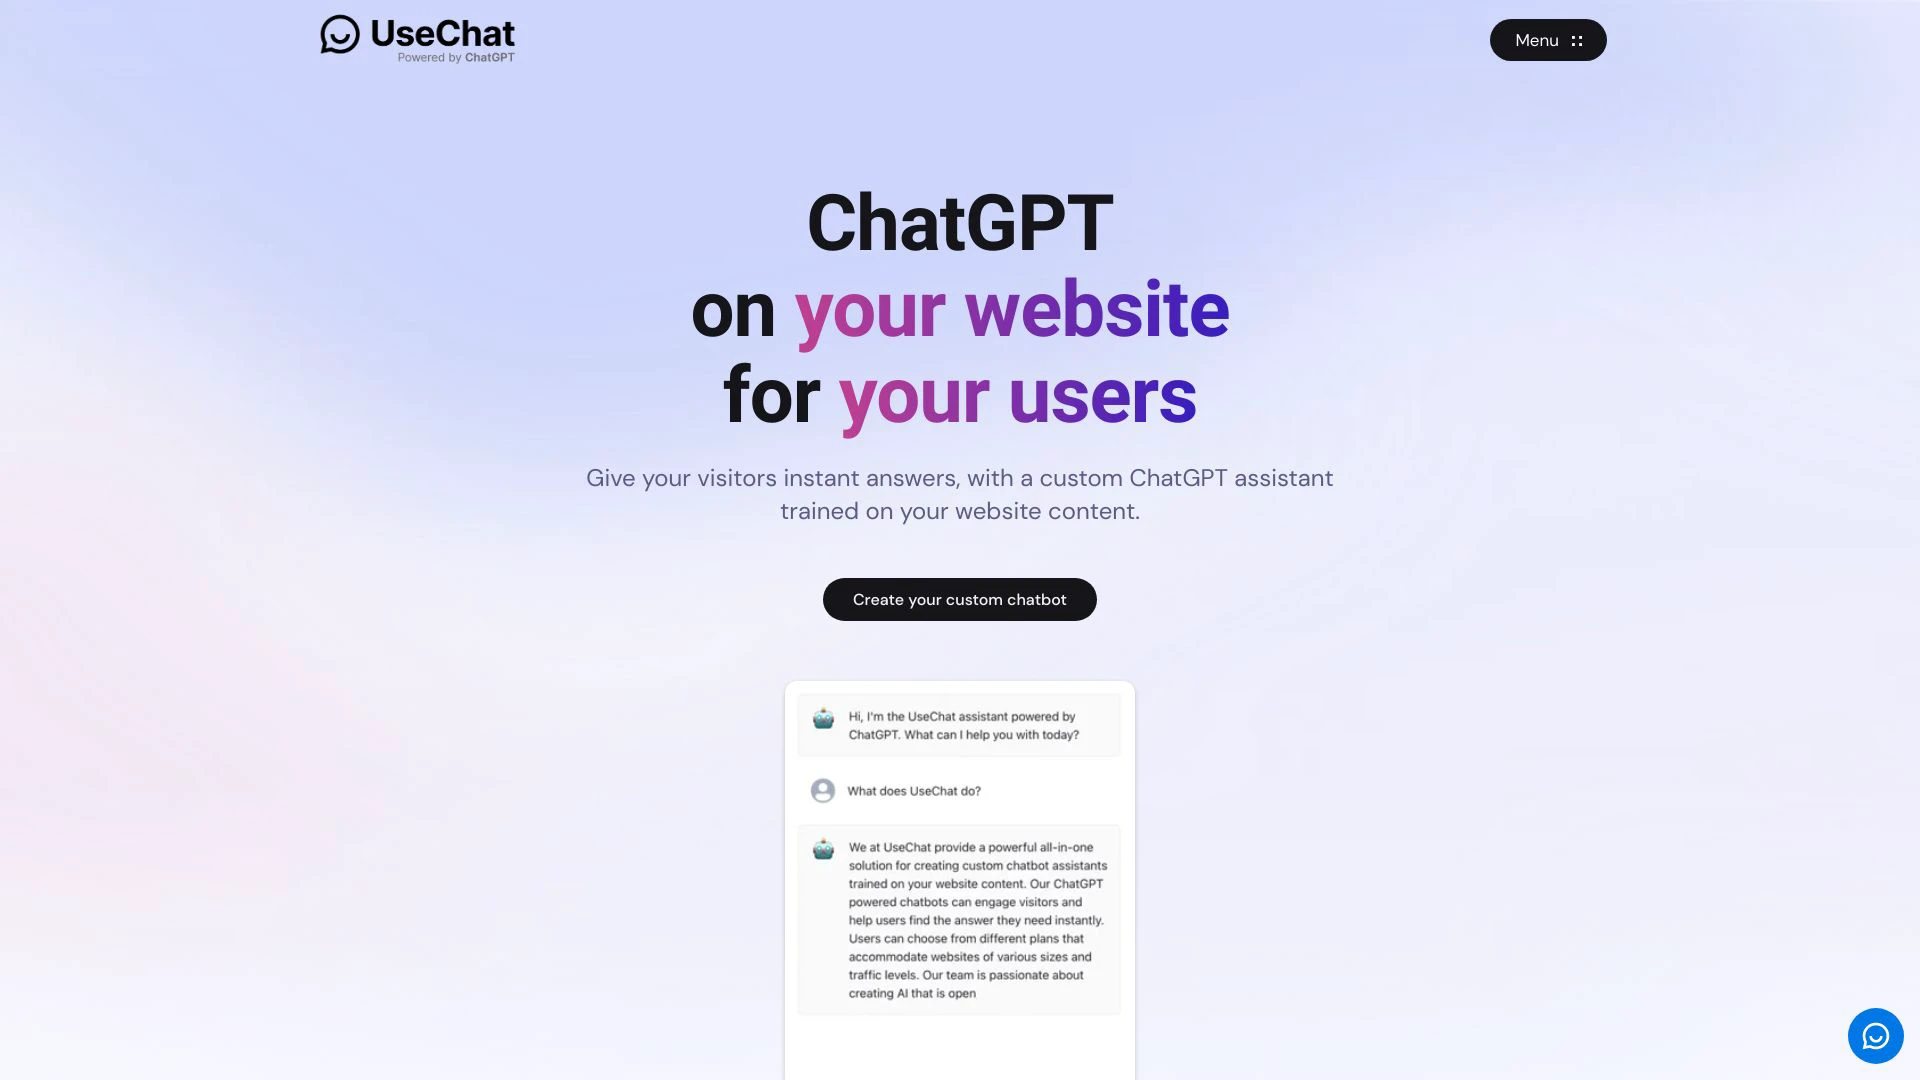 UseChat
Powered by ChatGPT
Menu
ChatGPT
on your website
for your users
Give your visitors instant answers, with a custom ChatGPT assistant
trained on your website content.
Create your custom chatbot
Hi, I'm the UseChat assistant powered by
ChatGPT. What can I help you with today?
What does UseChat do?
We at UseChat provide a powerful all-in-one
solution for creating custom chatbot assistants
trained on your website content. Our ChatGPT
powered chatbots can engage visitors and
help users find the answer they need instantly.
Users can choose from different plans that
accommodate websites of various sizes and
traffic levels. Our team is passionate about
creating AI that is open